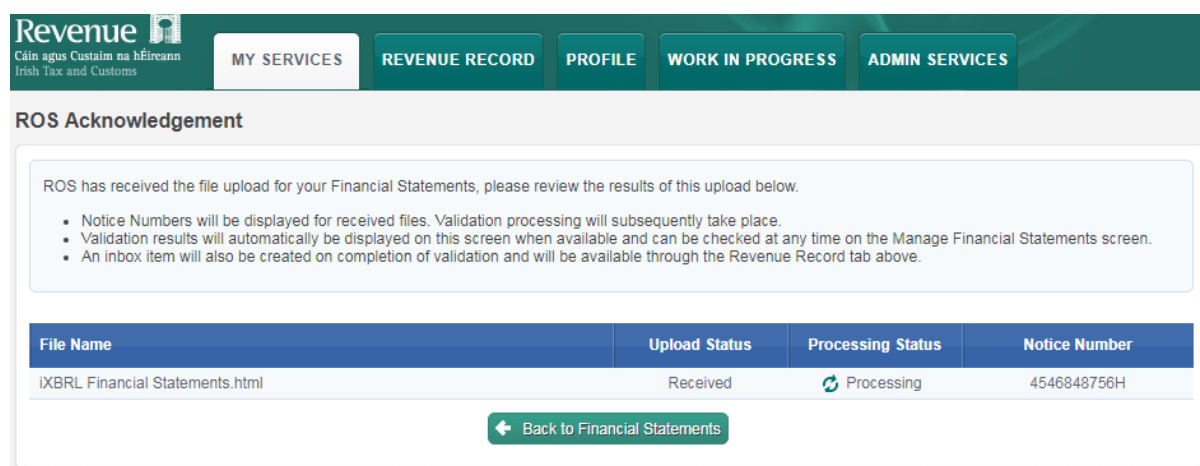 Revenue
Cáin agus Custaim na hÉireann
Irish Tax and Customs
MY SERVICES
REVENUE RECORD
PROFILE
WORK IN PROGRESS
ADMIN SERVICES
ROS Acknowledgement
ROS has received the file upload for your Financial Statements, please review the results of this upload below.
• Notice Numbers will be displayed for received files. Validation processing will subsequently take place.
• Validation results will automatically be displayed on this screen when available and can be checked at any time on the Manage Financial Statements screen.
• An inbox item will also be created on completion of validation and will be available through the Revenue Record tab above.
File Name Upload Status Processing Status Notice Number
iXBRL Financial Statements.html Received Processing 4546848756H
Back to Financial Statements